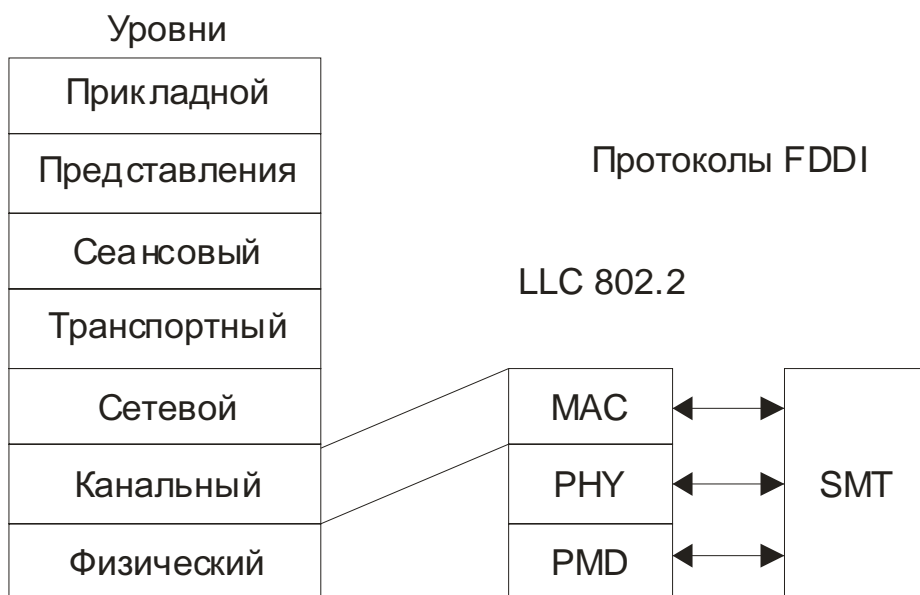 Уровни
Прикладной
Представления
Сеансовый
Транспортный
Сетевой
Канальный
Физический
Протоколы FDDI
LLC 802.2
MAC
PHY
PMD
SMT